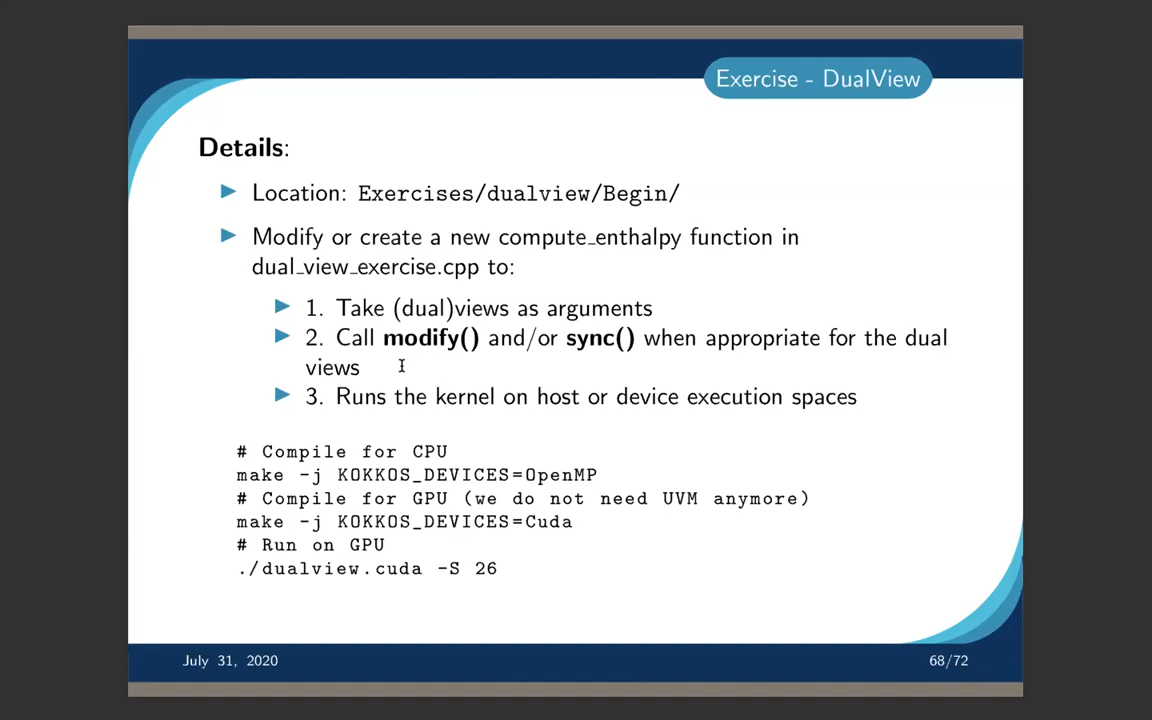 Exercise - DualView
Details:
Location: Exercises/dualview/Begin/
Modify or create a new compute_enthalpy function in
dual_view_exercise.cpp to:
1. Take (dual)views as arguments
2. Call modify() and/or sync() when appropriate for the dual
views
3. Runs the kernel on host or device execution spaces
# Compile for CPU
make -j KOKKOS_DEVICES=OpenMP
# Compile for GPU (we do not need UVM anymore)
make -j KOKKOS_DEVICES=Cuda
# Run on GPU
./dualview.cuda -S 26
July 31, 2020
68/72